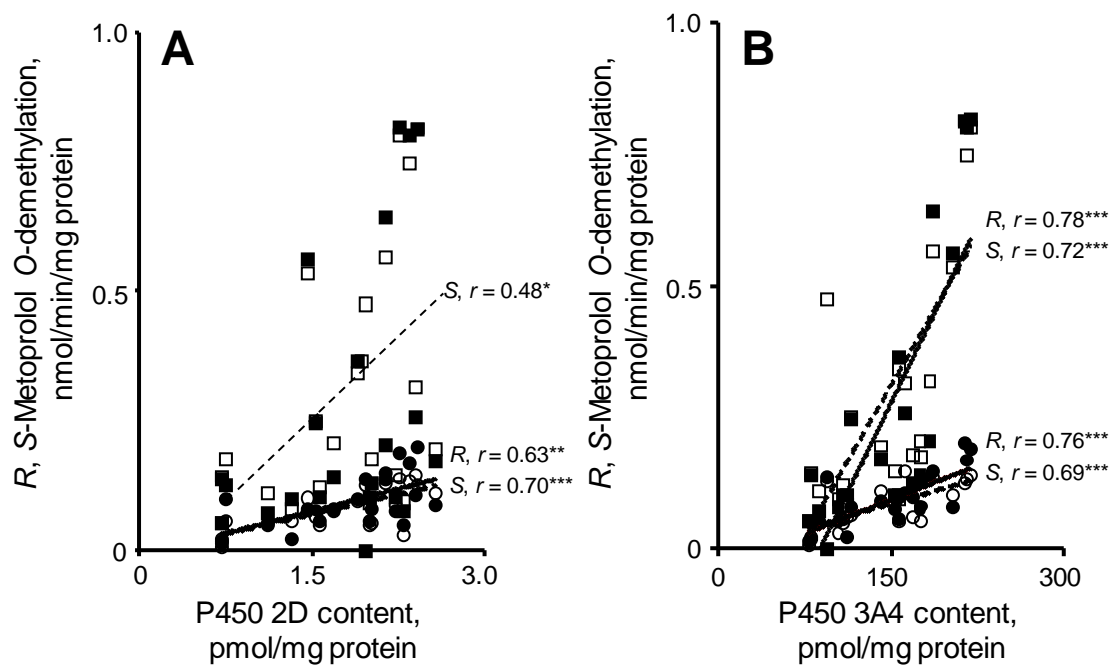 A
R, S-Metoprolol O-demethylation,
nmol/min/mg protein
1.0
0.5
0
S, r = 0.48*
R, r = 0.63**
S, r = 0.70***
0
1.5
3.0
P450 2D content,
pmol/mg protein
B
R, S-Metoprolol O-demethylation,
nmol/min/mg protein
1.0
0.5
0
R, r = 0.78***
S, r = 0.72***
R, r = 0.76***
S, r = 0.69***
0
150
300
P450 3A4 content,
pmol/mg protein